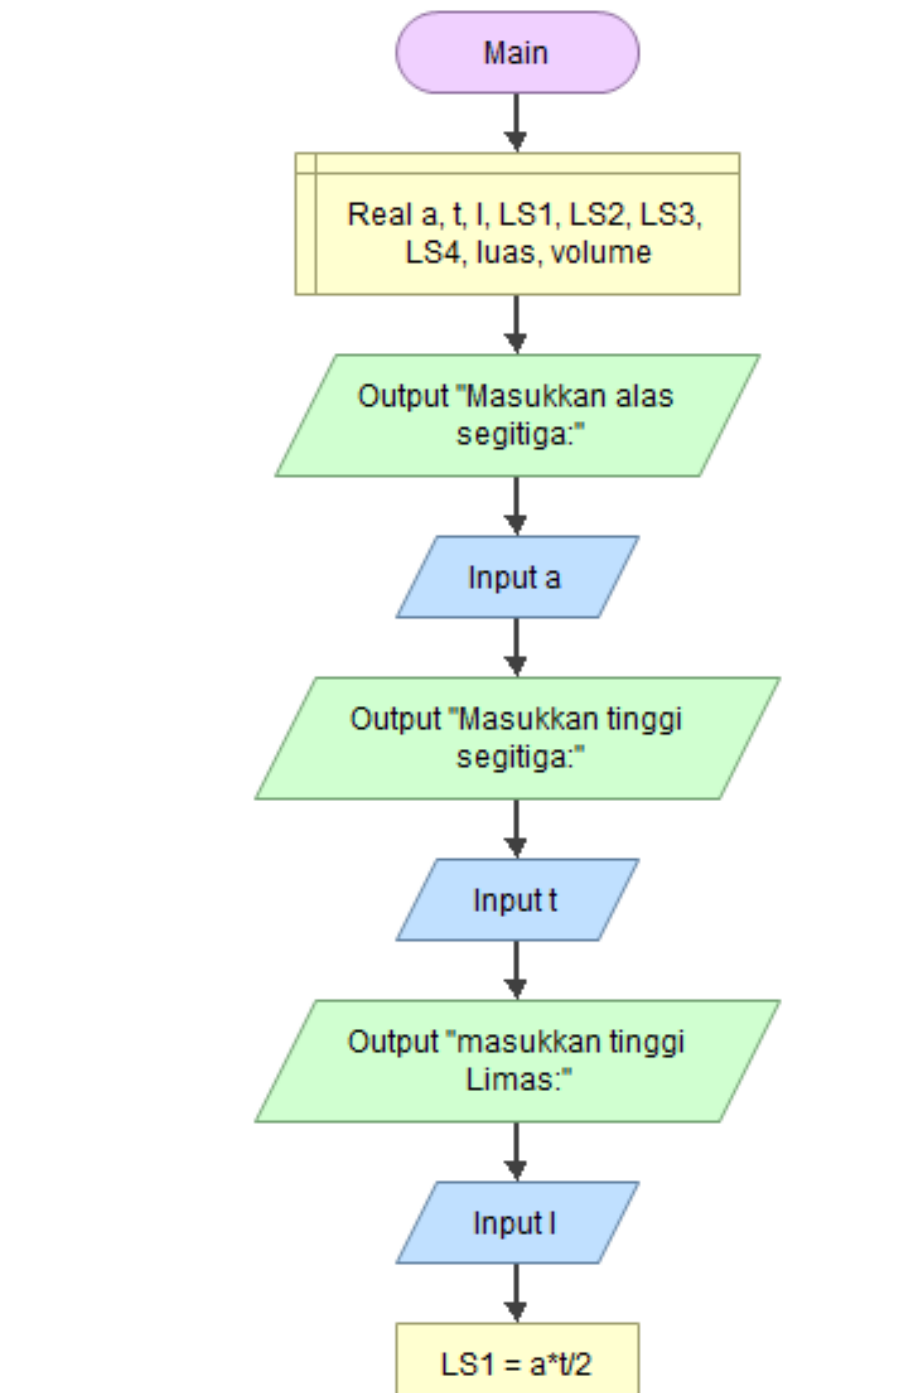 Main
Real a, t, l, LS1, LS2, LS3,
LS4, luas, volume
Output "Masukkan alas
segitiga:"
Input a
Output "Masukkan tinggi
segitiga:"
Input t
Output "masukkan tinggi
Limas:"
Input l
LS1 = a*t/2